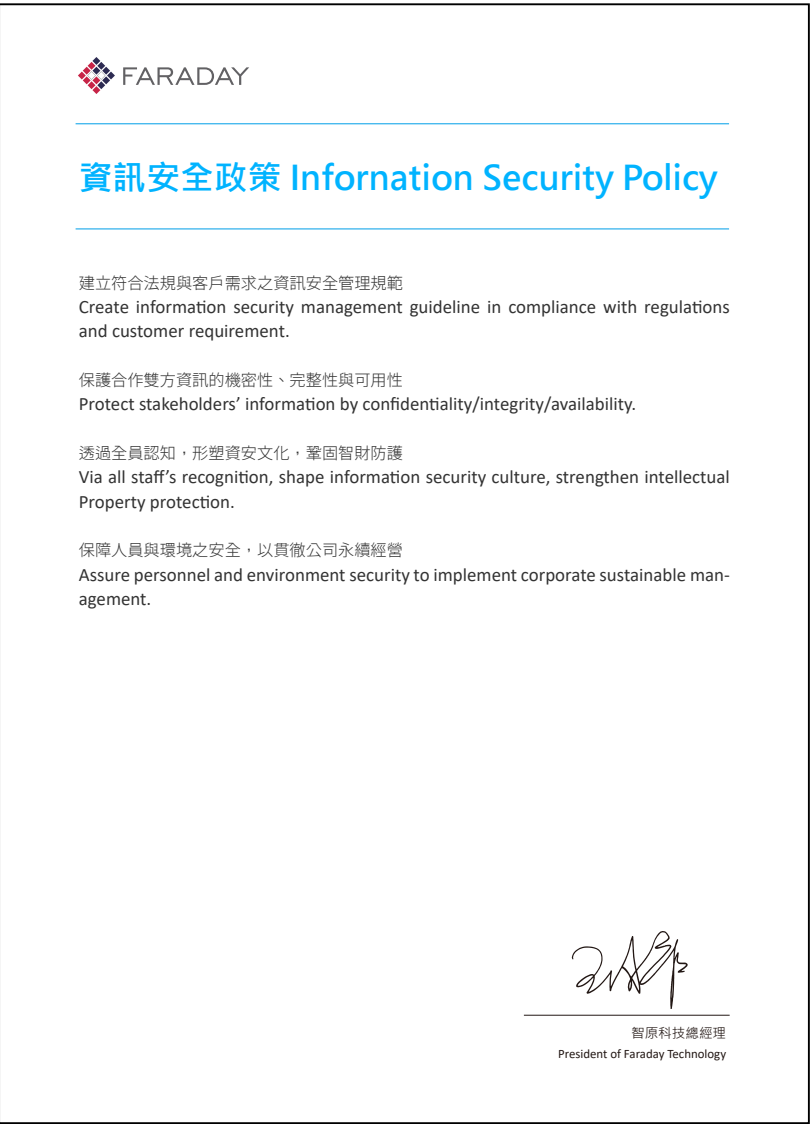 FARADAY
資訊安全政策 Infornation Security Policy
建立符合法規與客戶需求之資訊安全管理規範
Create information security management guideline in compliance with regulations
and customer requirement.
保護合作雙方資訊的機密性、完整性與可用性
Protect stakeholders’ information by confidentiality/integrity/availability.
透過全員認知，形塑資安文化，鞏固智財防護
Via all staff’s recognition, shape information security culture, strengthen intellectual
Property protection.
保障人員與環境之安全，以貫徹公司永續經營
Assure personnel and environment security to implement corporate sustainable man-
agement.
智原科技總經理
President of Faraday Technology